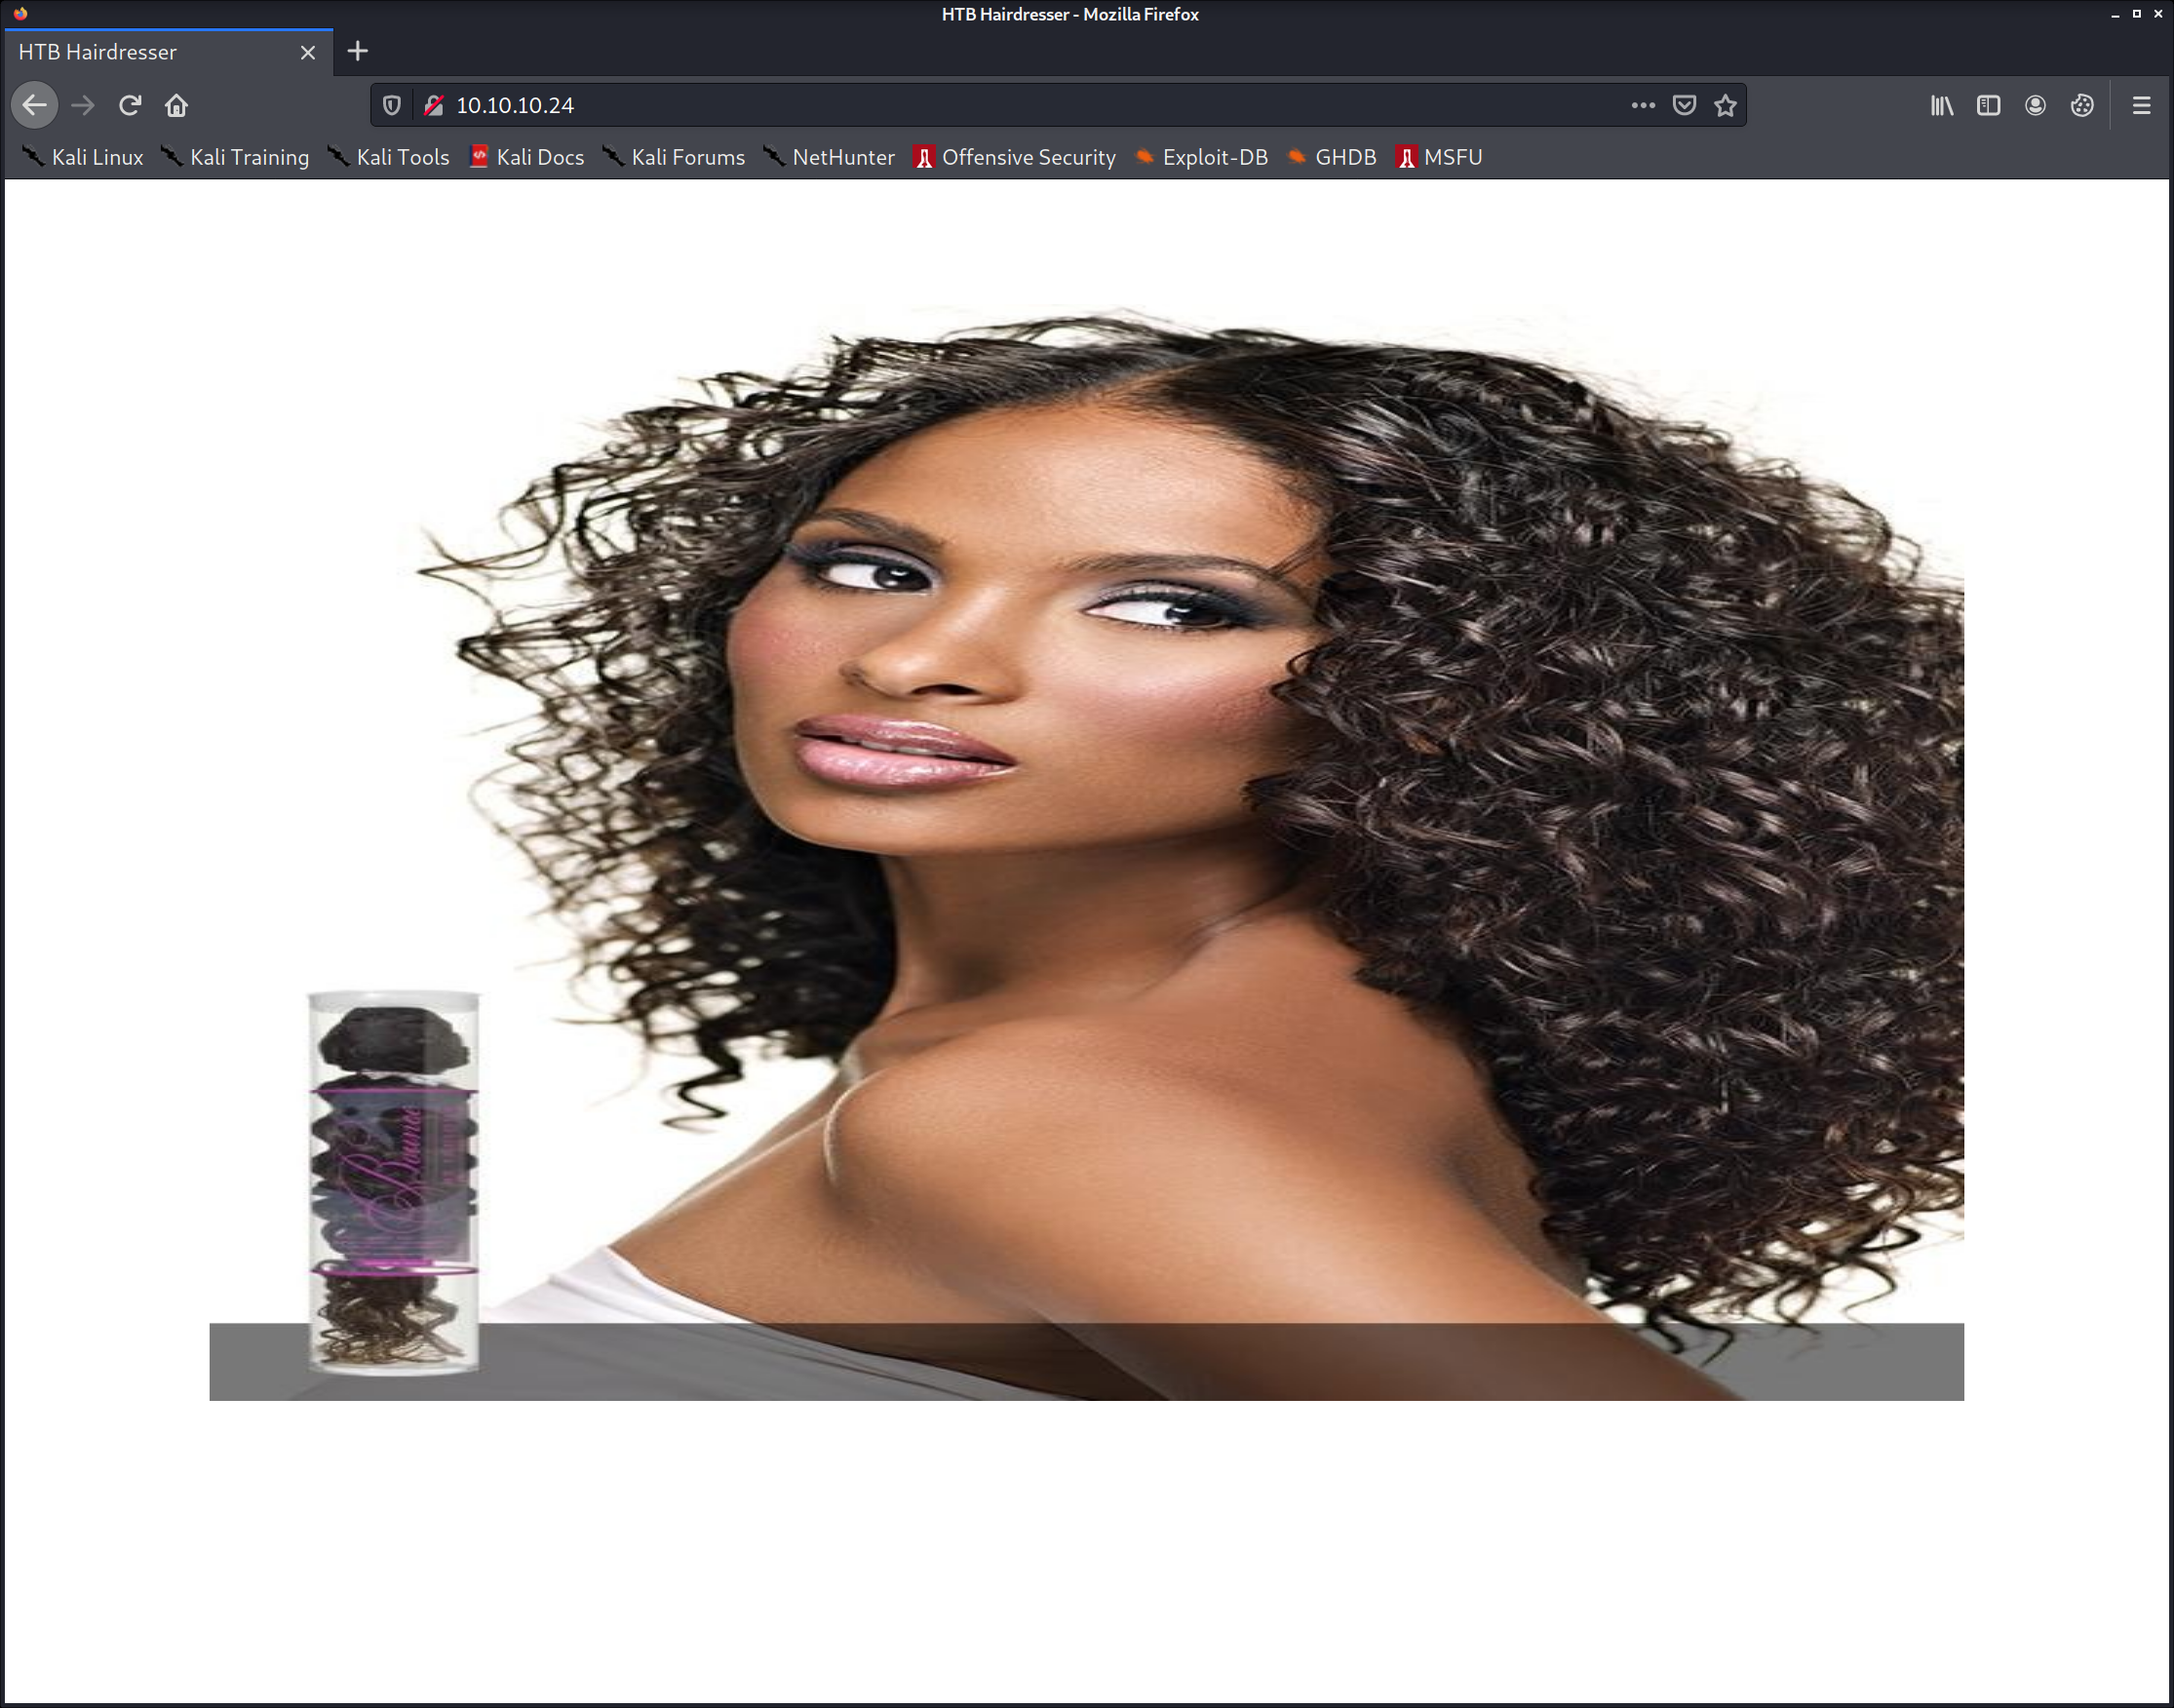 HTB Hairdresser - Mozilla Firefox
HTB Hairdresser
10.10.10.24
Kali Linux Kali Training Kali Tools Kali Docs Kali Forums NetHunter Offensive Security Exploit-DB GHDB MSFU
Bounce